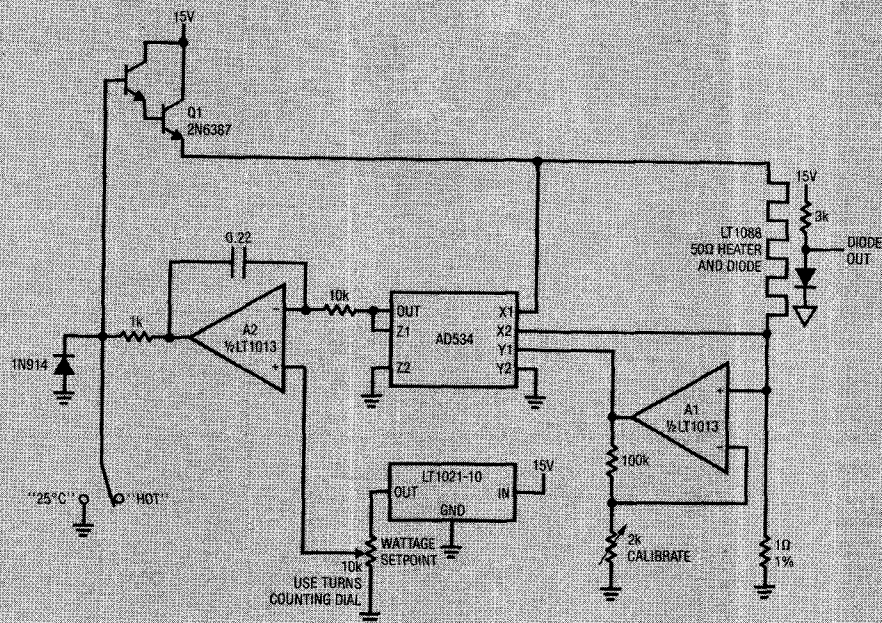 15V
Q1
2N6387
15V
3k
LT1088
50Ω HEATER
AND DIODE
DIODE
OUT
0.22
10k
1k
A2
½LT1013
−
+
OUT
Z1
Z2
AD534
X1
X2
Y1
Y2
1N914
A1
½LT1013
+
−
100k
LT1021-10
OUT
IN
GND
15V
"25°C"
"HOT"
WATTAGE
SETPOINT
10k
USE TURNS
COUNTING DIAL
2k
CALIBRATE
1Ω
1%